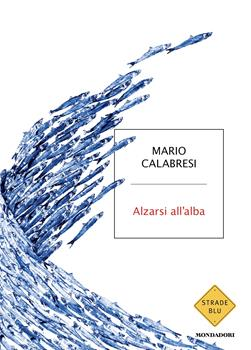 MARIO
CALABRESI
Alzarsi all'alba
STRADE
BLU
MONDADORI